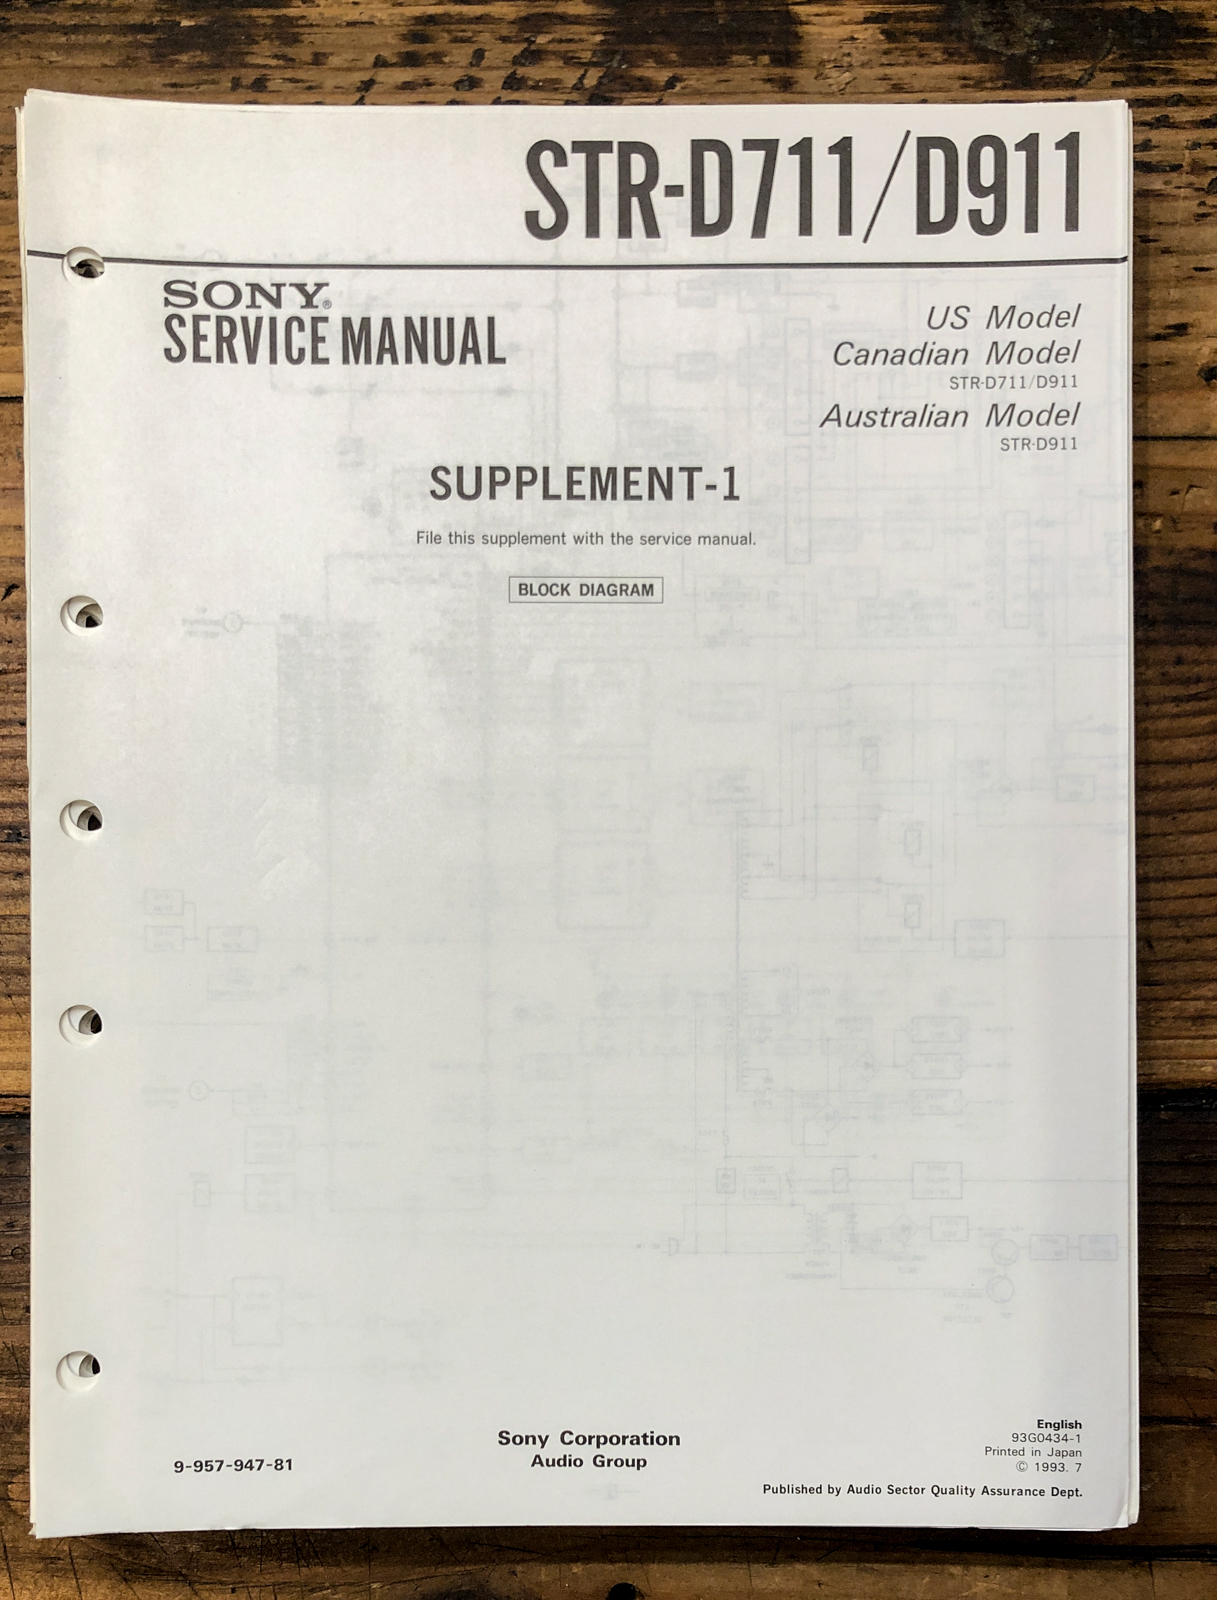 STR-D711/D911
SONY®
SERVICE MANUAL
US Model
Canadian Model
STR-D711/D911
Australian Model
STR-D911
SUPPLEMENT-1
File this supplement with the service manual.
BLOCK DIAGRAM
9-957-947-81
Sony Corporation
Audio Group
English
93G0434-1
Printed in Japan
© 1993. 7
Published by Audio Sector Quality Assurance Dept.